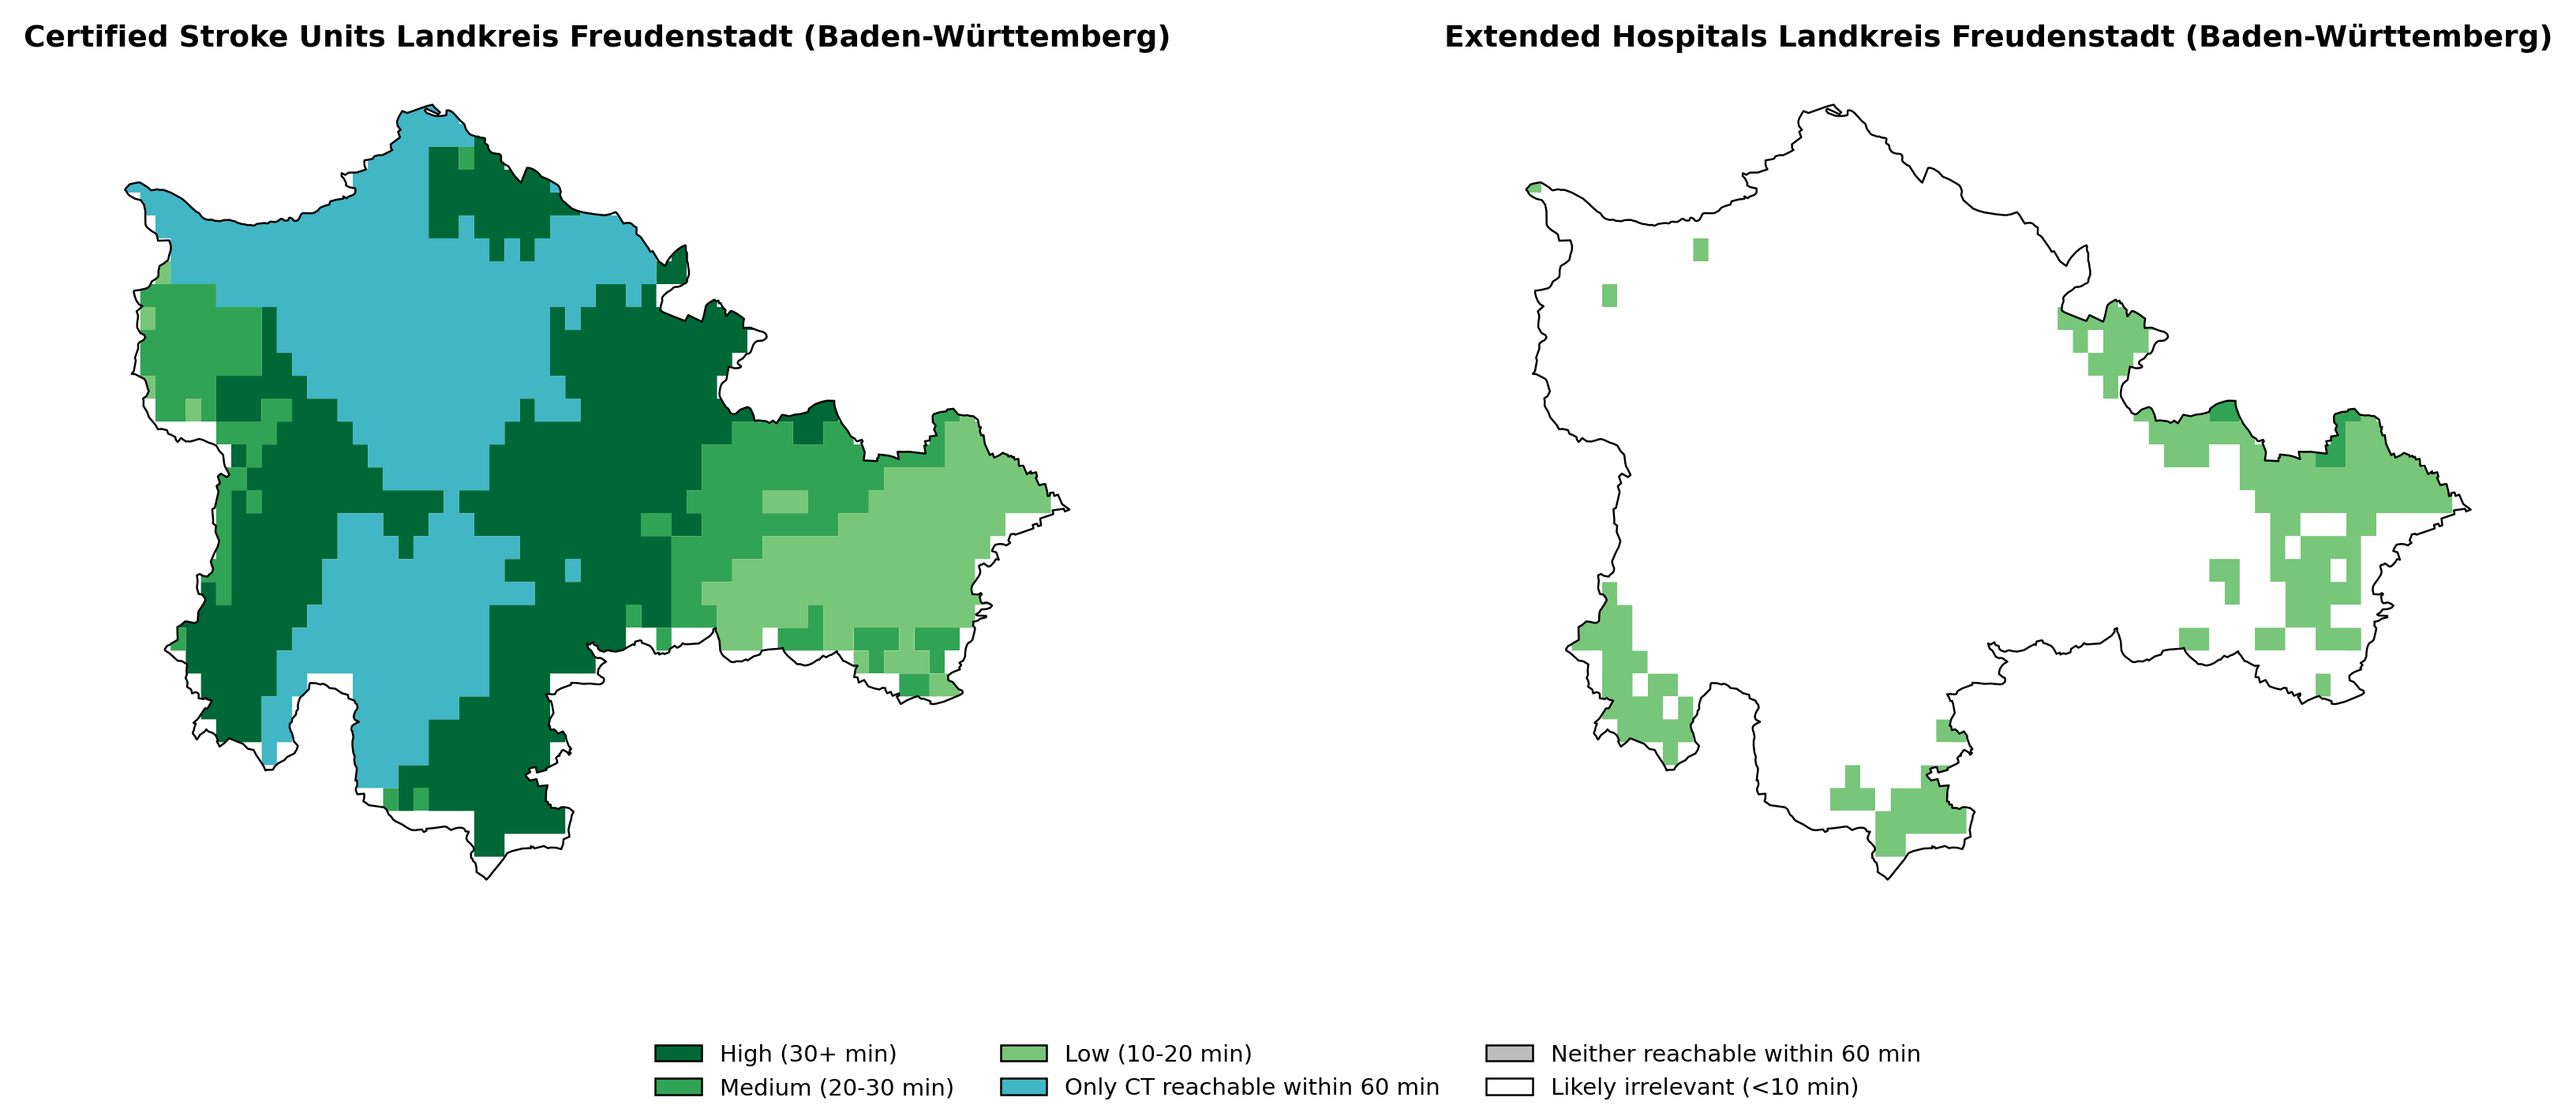 Certified Stroke Units Landkreis Freudenstadt (Baden-Württemberg)
Extended Hospitals Landkreis Freudenstadt (Baden-Württemberg)
High (30+ min)
Medium (20-30 min)
Low (10-20 min)
Only CT reachable within 60 min
Neither reachable within 60 min
Likely irrelevant (<10 min)